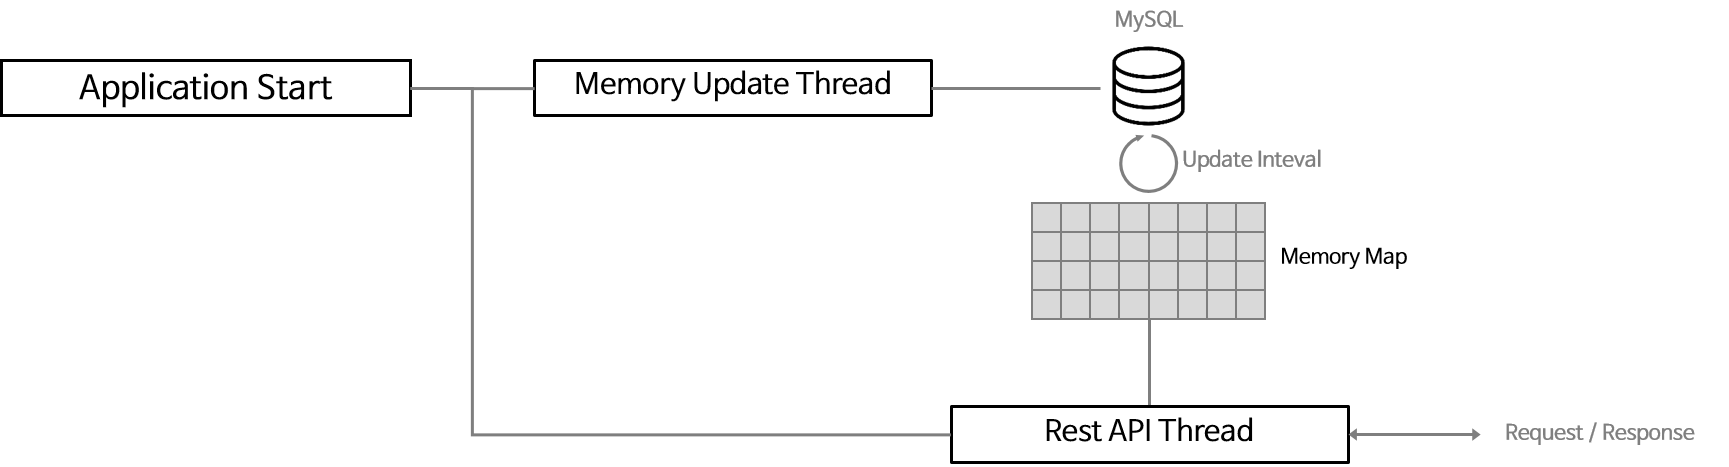 MySQL
Application Start
Memory Update Thread
Update Inteval
Memory Map
Rest API Thread
Request / Response